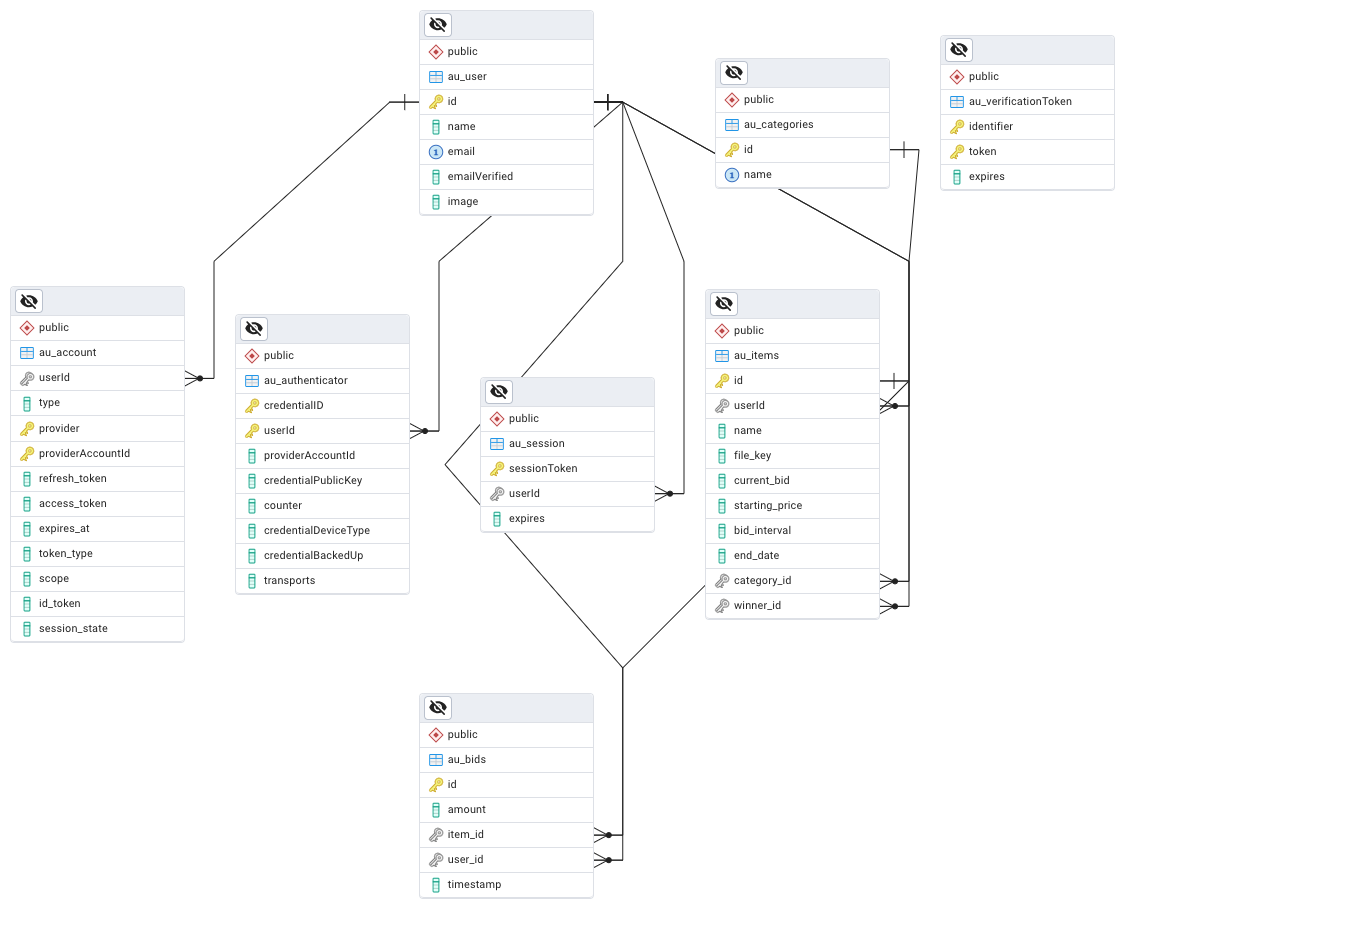 public
au_user
id
name
email
emailVerified
image
public
au_categories
id
name
public
au_verificationToken
identifier
token
expires
public
au_account
userId
type
provider
providerAccountId
refresh_token
access_token
expires_at
token_type
scope
id_token
session_state
public
au_authenticator
credentialID
userId
providerAccountId
credentialPublicKey
counter
credentialDeviceType
credentialBackedUp
transports
public
au_session
sessionToken
userId
expires
public
au_items
id
userId
name
file_key
current_bid
starting_price
bid_interval
end_date
category_id
winner_id
public
au_bids
id
amount
item_id
user_id
timestamp